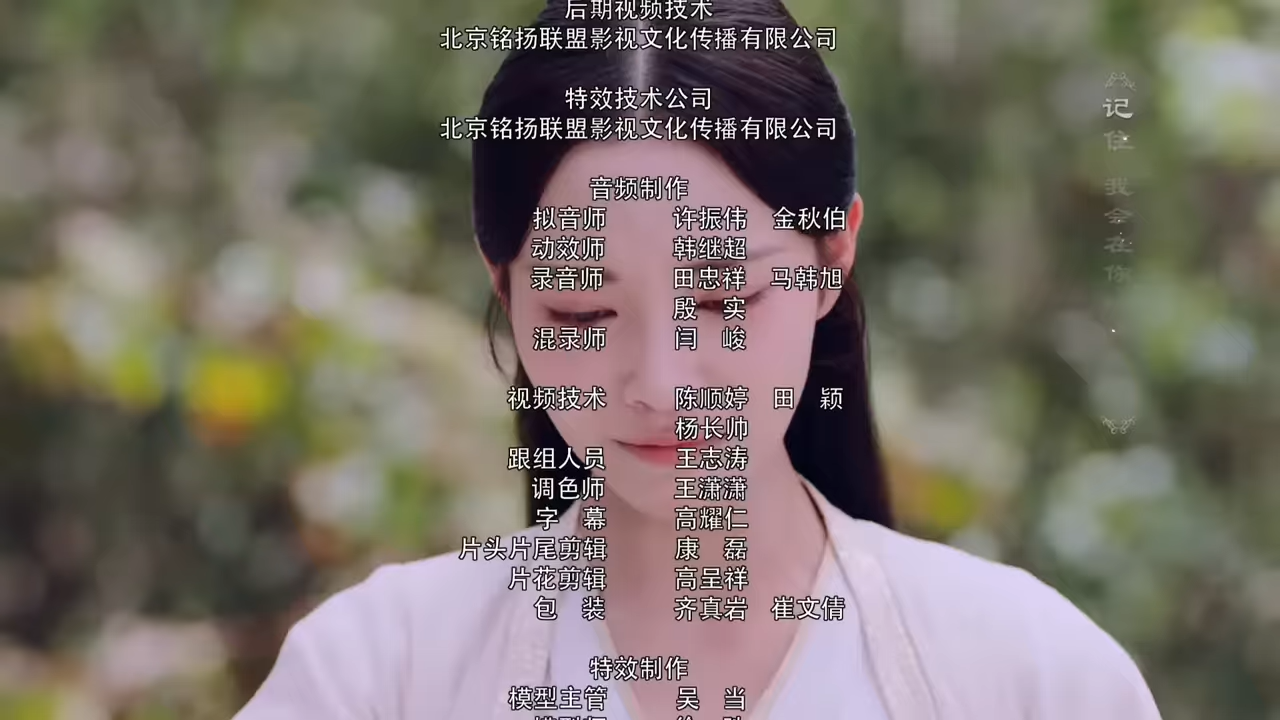 后期视频技术
北京铭扬联盟影视文化传播有限公司
特效技术公司
北京铭扬联盟影视文化传播有限公司
音频制作
拟音师 许振伟 金秋伯
动效师 韩继超
录音师 田忠祥 马韩旭
殷 实
混录师 闫 峻
视频技术 陈顺婷 田 颖
杨长帅
跟组人员 王志涛
调色师 王潇潇
字 幕 高耀仁
片头片尾剪辑 康 磊
片花剪辑 高呈祥
包 装 齐真岩 崔文倩
特效制作
模型主管 吴 当
记住 我会在你